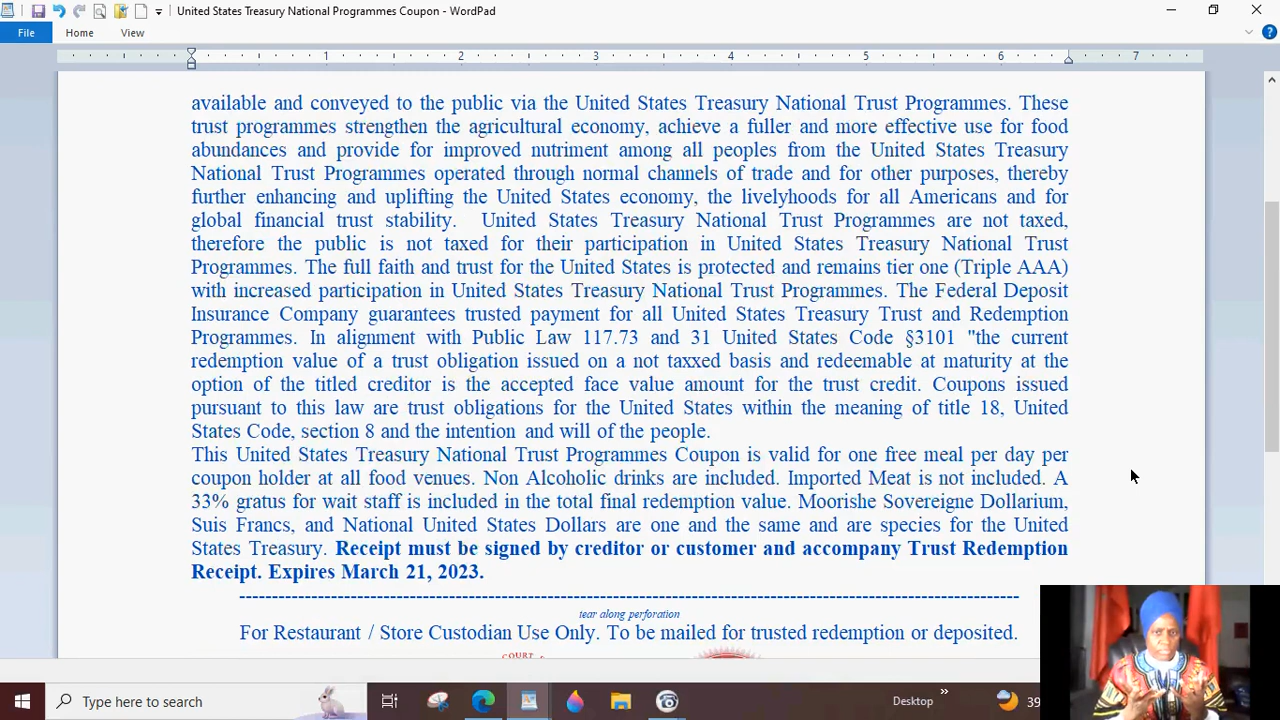 United States Treasury National Programmes Coupon - WordPad
File Home View
1 2 3 4 5 6 7
available and conveyed to the public via the United States Treasury National Trust Programmes. These
trust programmes strengthen the agricultural economy, achieve a fuller and more effective use for food
abundances and provide for improved nutriment among all peoples from the United States Treasury
National Trust Programmes operated through normal channels of trade and for other purposes, thereby
further enhancing and uplifting the United States economy, the livelyhoods for all Americans and for
global financial trust stability. United States Treasury National Trust Programmes are not taxed,
therefore the public is not taxed for their participation in United States Treasury National Trust
Programmes. The full faith and trust for the United States is protected and remains tier one (Triple AAA)
with increased participation in United States Treasury National Trust Programmes. The Federal Deposit
Insurance Company guarantees trusted payment for all United States Treasury Trust and Redemption
Programmes. In alignment with Public Law 117.73 and 31 United States Code §3101 "the current
redemption value of a trust obligation issued on a not taxxed basis and redeemable at maturity at the
option of the titled creditor is the accepted face value amount for the trust credit. Coupons issued
pursuant to this law are trust obligations for the United States within the meaning of title 18, United
States Code, section 8 and the intention and will of the people.
This United States Treasury National Programmes Coupon is valid for one free meal per day per
coupon holder at all food venues. Non Alcoholic drinks are included. Imported Meat is not included. A
33% gratus for wait staff is included in the total final redemption value. Moorishe Sovereigne Dollarium,
Suis Francs, and National United States Dollars are one and the same and are species for the United
States Treasury. Receipt must be signed by creditor or customer and accompany Trust Redemption
Receipt. Expires March 21, 2023.
tear along perforation
For Restaurant / Store Custodian Use Only. To be mailed for trusted redemption or deposited.
COURT
Type here to search
Desktop